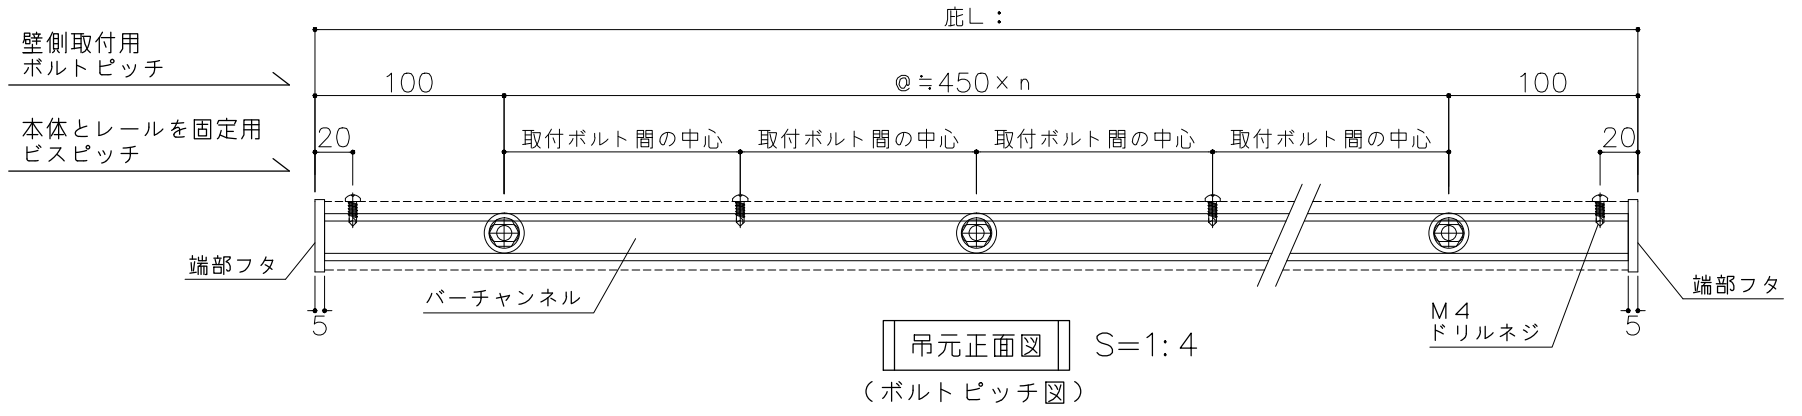 庇L：
壁側取付用
ボルトピッチ
100
@≒450×n
100
本体とレールを固定用
ビスピッチ
20
取付ボルト間の中心
取付ボルト間の中心
取付ボルト間の中心
取付ボルト間の中心
20
端部フタ
バーチャンネル
端部フタ
M4
ドリルネジ
5
5
吊元正面図
S=1:4
（ボルトピッチ図）